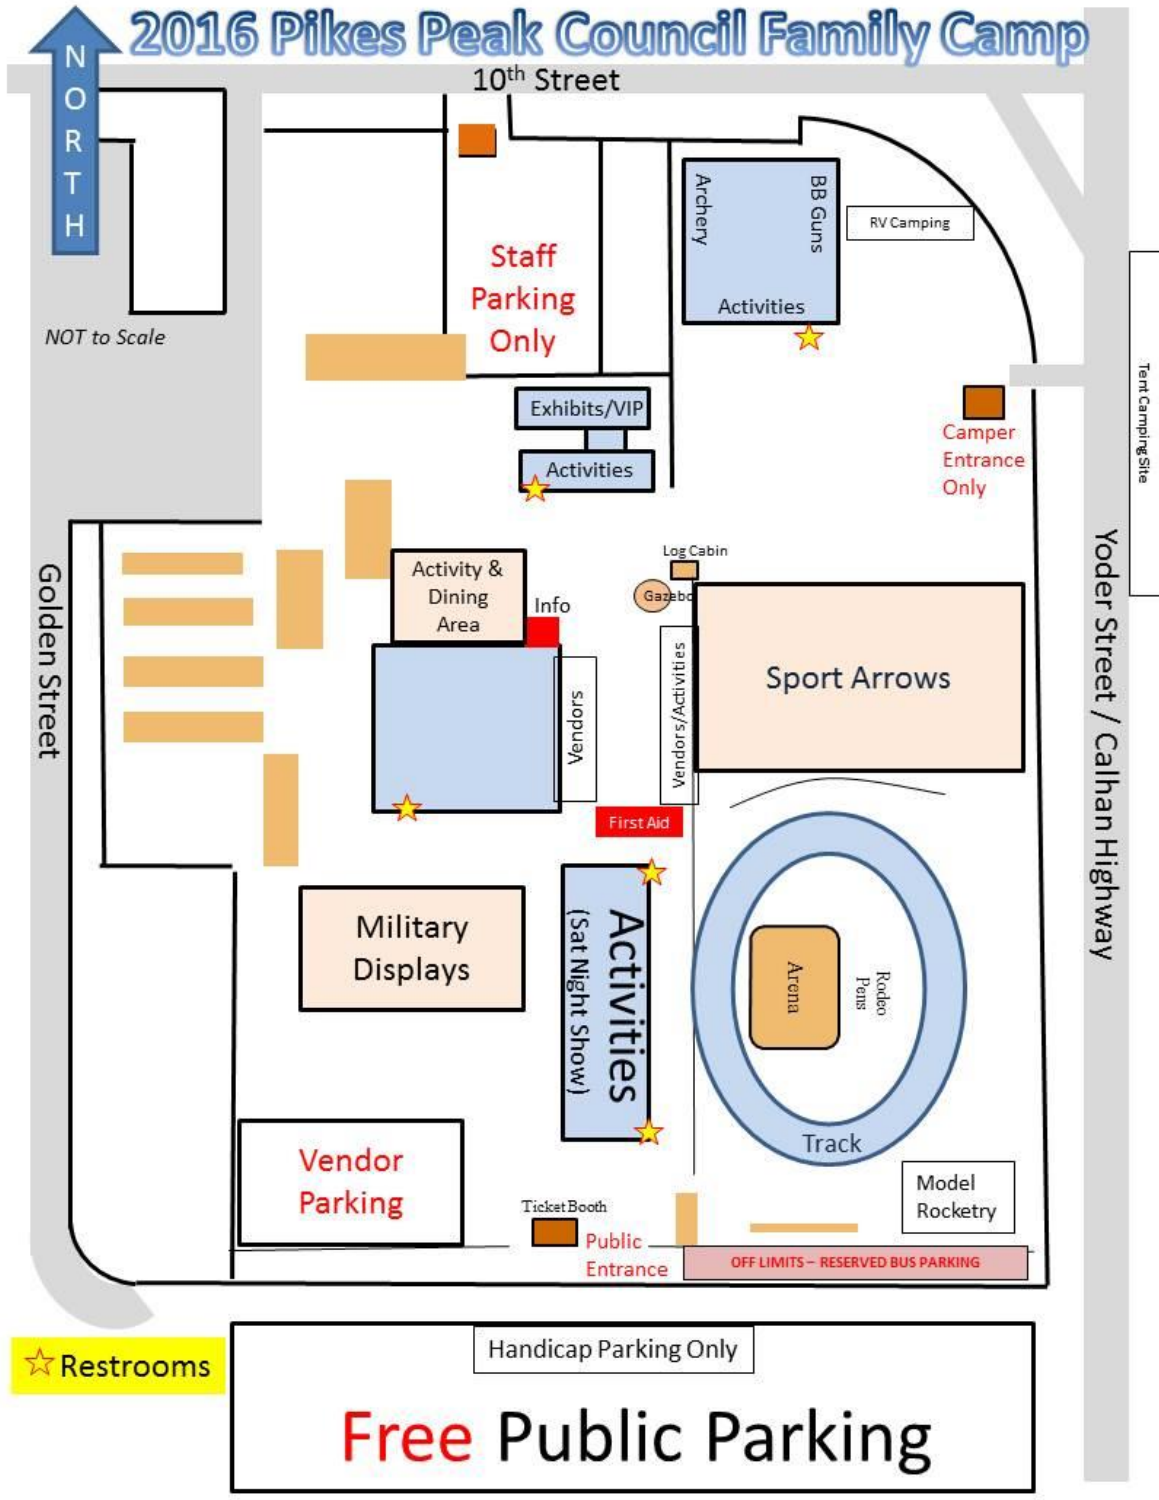 2016 Pikes Peak Council Family Camp
N
O
R
T
H
10th Street
Archery
BB Guns
Activities
RV Camping
Staff
Parking
Only
NOT to Scale
Exhibits/VIP
Activities
Camper
Entrance
Only
Tent Camping Site
Golden Street
Yoder Street / Calhan Highway
Activity &
Dining
Area
Info
Log Cabin
Gazebo
Vendors
Vendors/Activities
Sport Arrows
First Aid
Military
Displays
Activities
(Sat Night Show)
Arena
Rodeo
Pens
Track
Vendor
Parking
Ticket Booth
Public
Entrance
Model
Rocketry
OFF LIMITS – RESERVED BUS PARKING
Restrooms
Handicap Parking Only
Free Public Parking